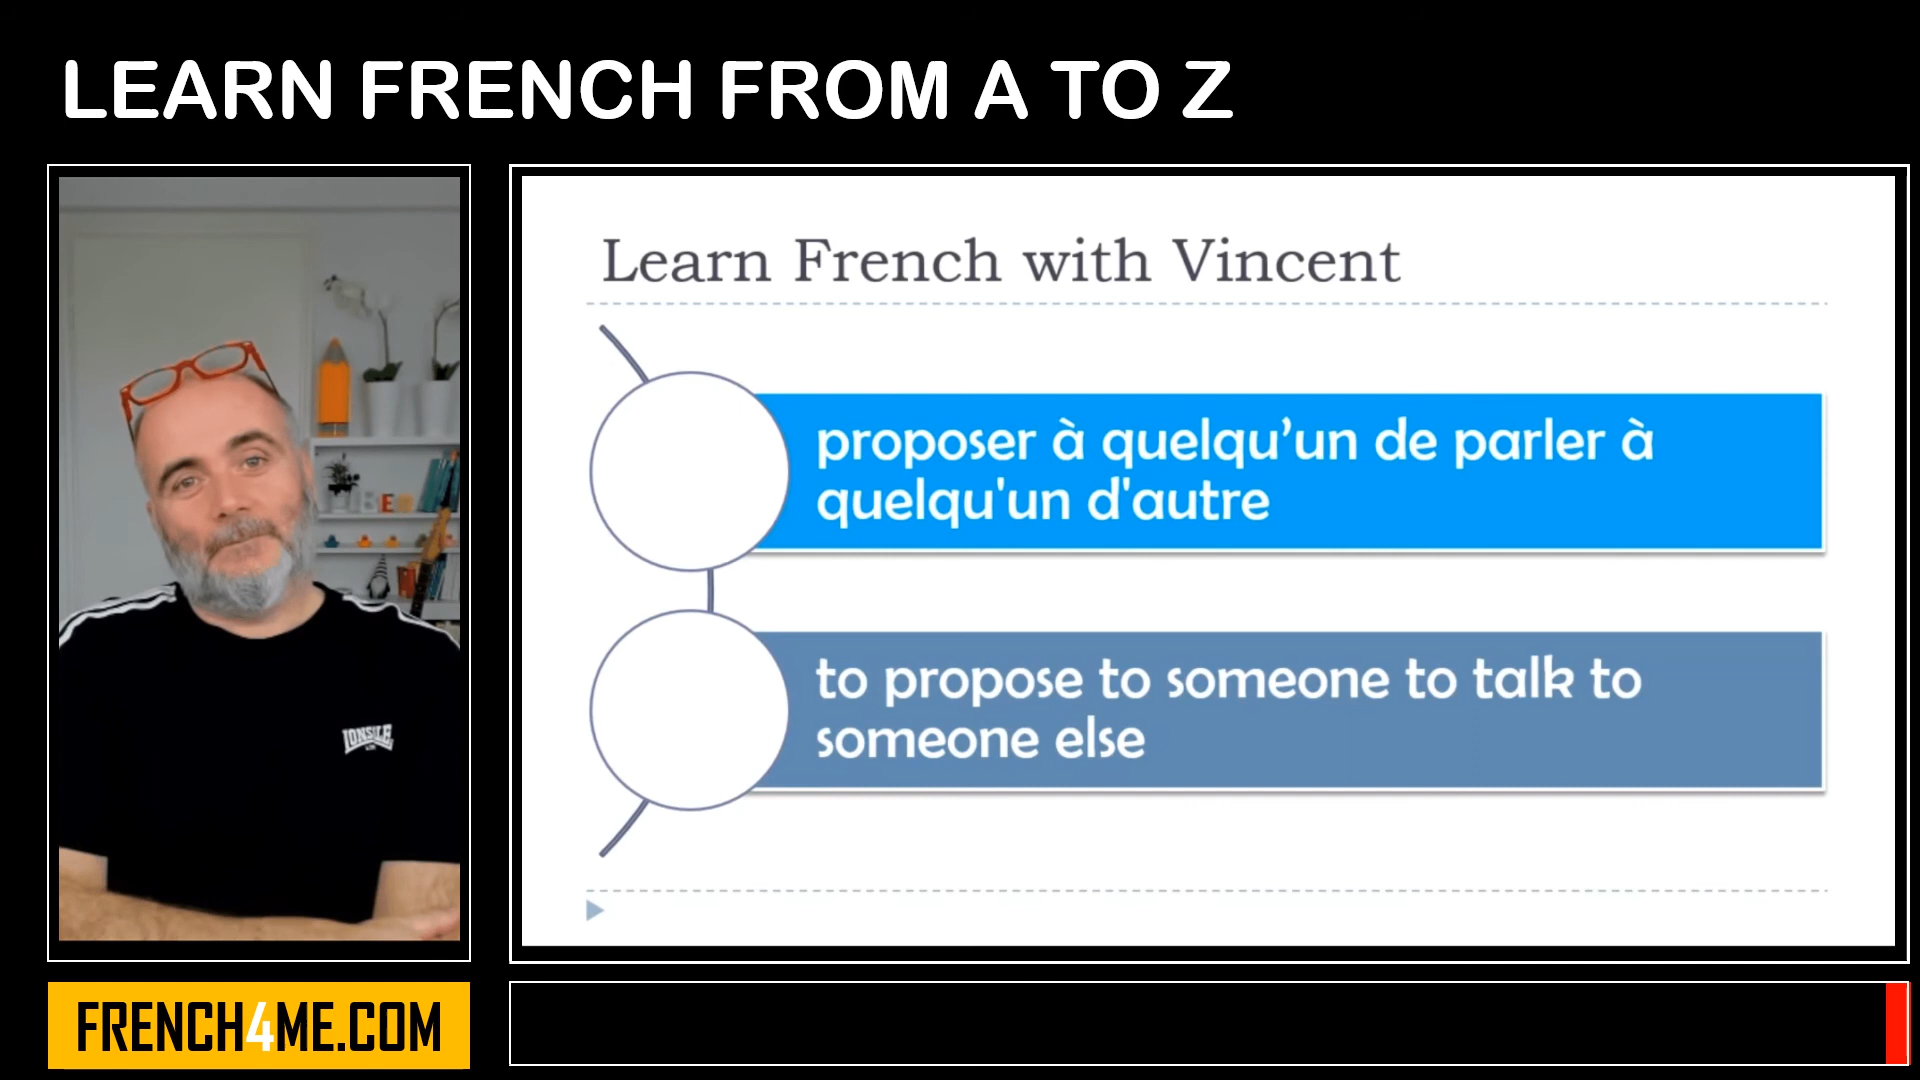 LEARN FRENCH FROM A TO Z
Learn French with Vincent
proposer à quelqu’un de parler à
quelqu'un d'autre
to propose to someone to talk to
someone else
FRENCH4ME.COM